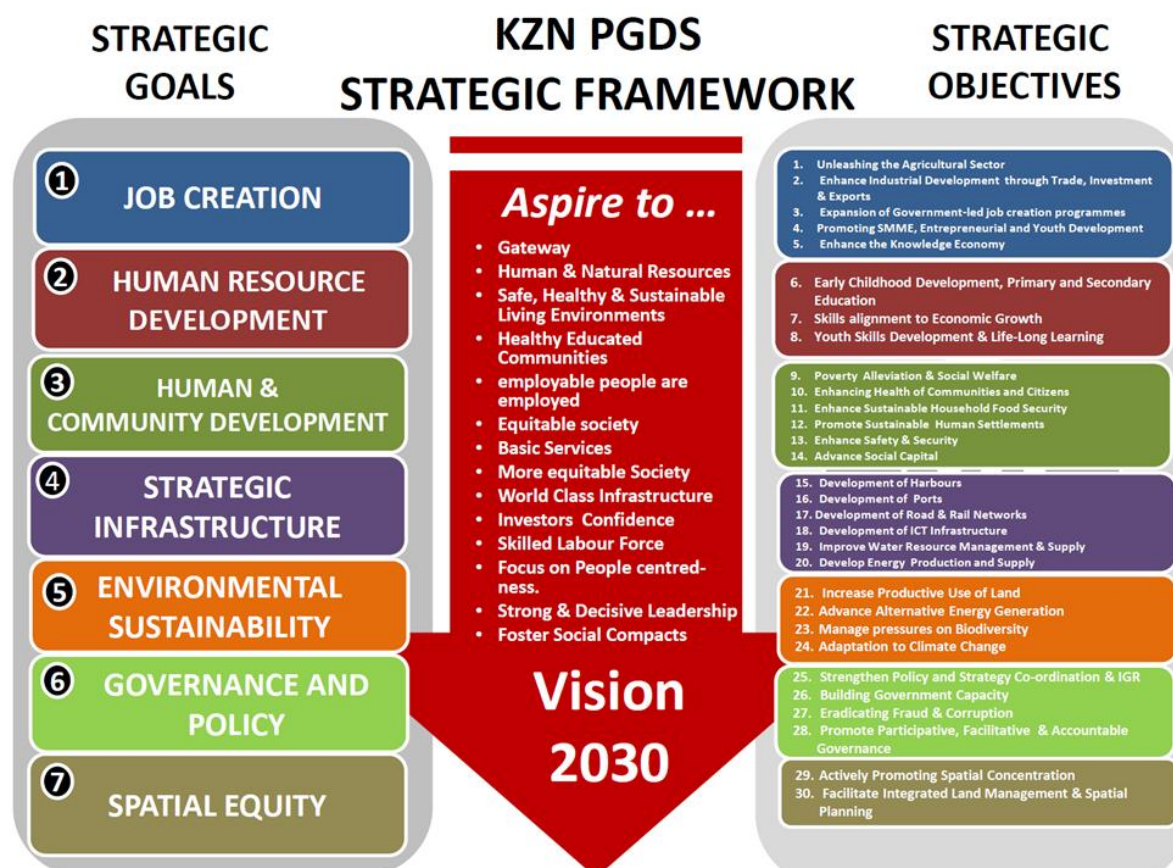 STRATEGIC
GOALS
KZN PGDS
STRATEGIC FRAMEWORK
STRATEGIC
OBJECTIVES
1
JOB CREATION
2
HUMAN RESOURCE
DEVELOPMENT
3
HUMAN &
COMMUNITY DEVELOPMENT
4
STRATEGIC
INFRASTRUCTURE
5
ENVIRONMENTAL
SUSTAINABILITY
6
GOVERNANCE AND
POLICY
7
SPATIAL EQUITY
Aspire to ...
• Gateway
• Human & Natural Resources
• Safe, Healthy & Sustainable
Living Environments
• Healthy Educated
Communities
• employable people are
employed
• Equitable society
• Basic Services
• More equitable Society
• World Class Infrastructure
• Investors Confidence
• Skilled Labour Force
• Focus on People centred-
ness.
• Strong & Decisive Leadership
• Foster Social Compacts
Vision
2030
1. Unleashing the Agricultural Sector
2. Enhance Industrial Development through Trade, Investment
& Exports
3. Expansion of Government-led job creation programmes
4. Promoting SMME, Entrepreneurial and Youth Development
5. Enhance the Knowledge Economy
6. Early Childhood Development, Primary and Secondary
Education
7. Skills alignment to Economic Growth
8. Youth Skills Development & Life-Long Learning
9. Poverty Alleviation & Social Welfare
10. Enhancing Health of Communities and Citizens
11. Enhance Sustainable Household Food Security
12. Promote Sustainable Human Settlements
13. Enhance Safety & Security
14. Advance Social Capital
15. Development of Harbours
16. Development of Ports
17. Development of Road & Rail Networks
18. Development of ICT Infrastructure
19. Improve Water Resource Management & Supply
20. Develop Energy Production and Supply
21. Increase Productive Use of Land
22. Advance Alternative Energy Generation
23. Manage pressures on Biodiversity
24. Adaptation to Climate Change
25. Strengthen Policy and Strategy Co-ordination & IGR
26. Building Government Capacity
27. Eradicating Fraud & Corruption
28. Promote Participative, Facilitative & Accountable
Governance
29. Actively Promoting Spatial Concentration
30. Facilitate Integrated Land Management & Spatial
Planning